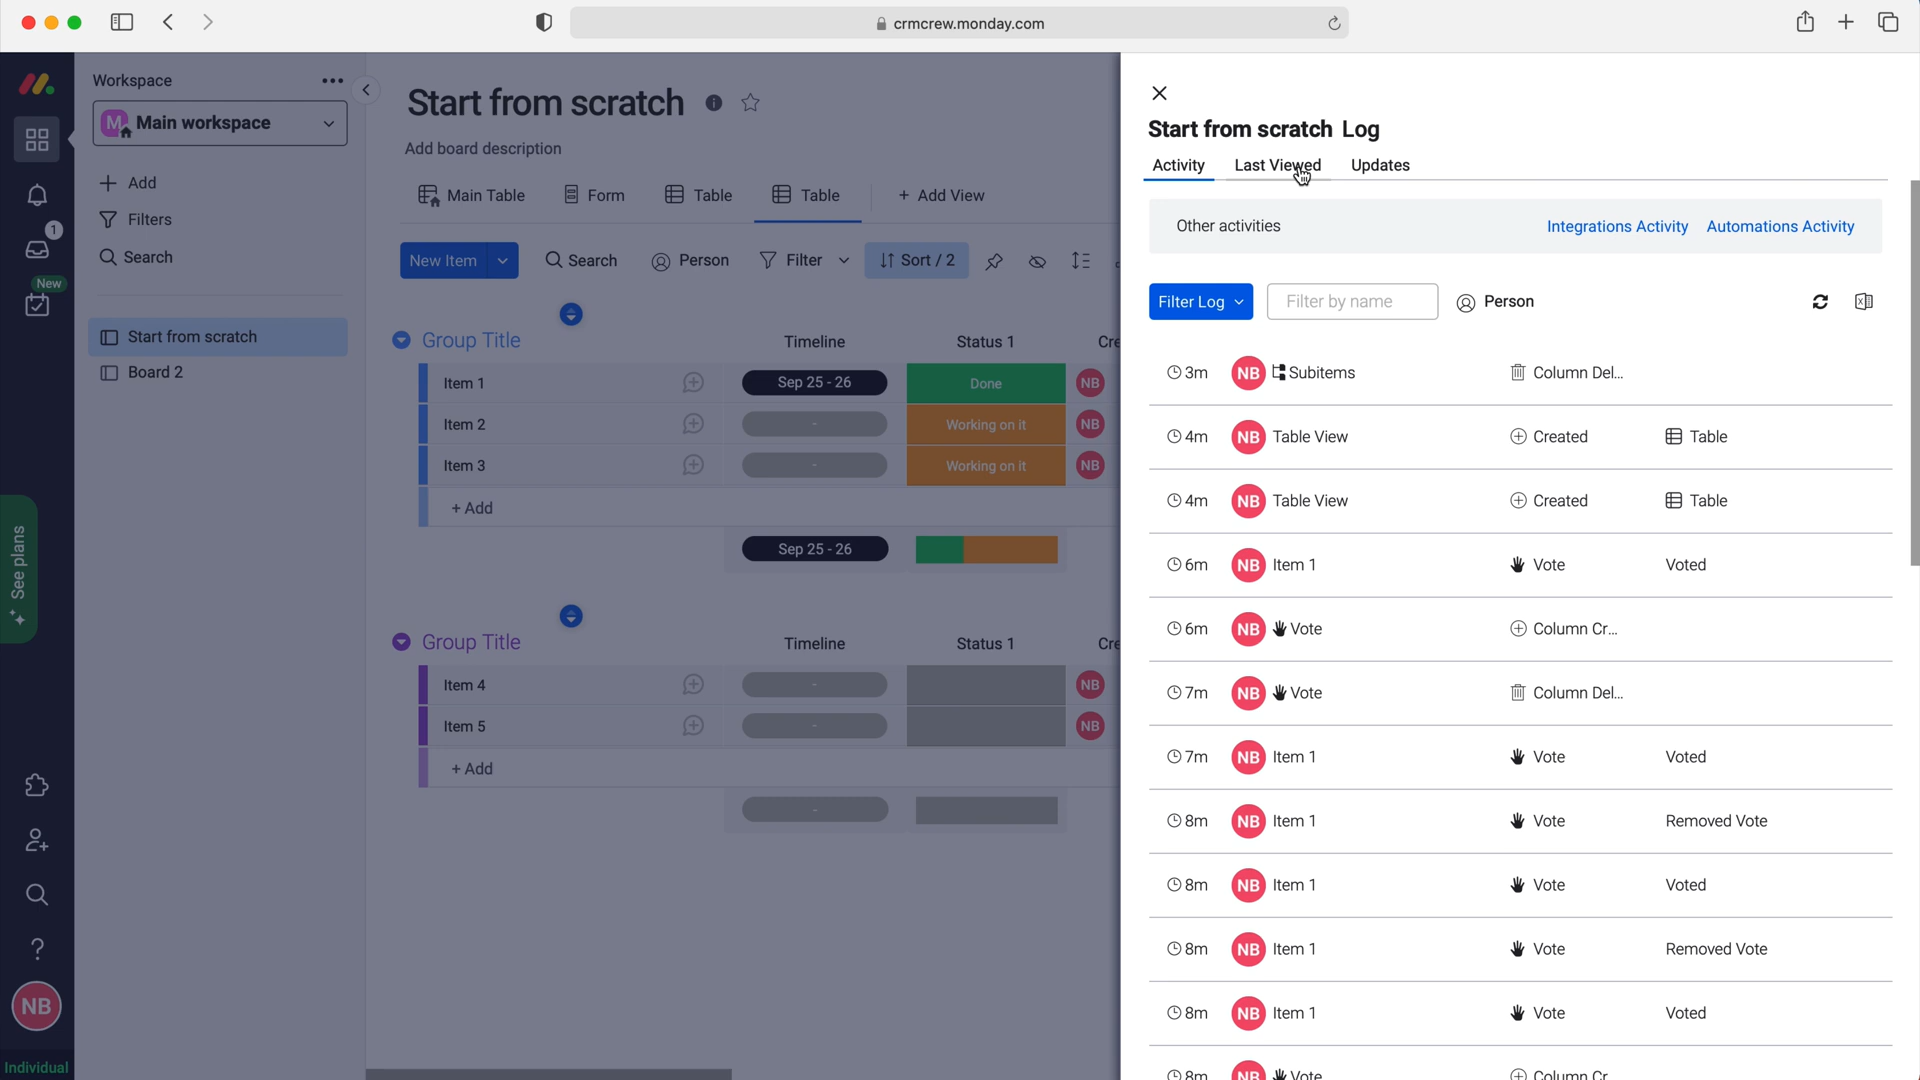 crmcrew.monday.com
Workspace
M Main workspace
Add
Filters
Search
Start from scratch
Board 2
1
New
See plans
NB
Individual
Start from scratch
Add board description
Main Table
Form
Table
Table
+ Add View
New Item
Search
Person
Filter
Sort / 2
Group Title
Timeline
Status 1
Cre
Item 1
Sep 25 - 26
Done
NB
Item 2
-
Working on it
NB
Item 3
-
Working on it
NB
+ Add
Sep 25 - 26
Group Title
Timeline
Status 1
Cre
Item 4
-
NB
Item 5
-
NB
+ Add
-
Start from scratch Log
Activity
Last Viewed
Updates
Other activities
Integrations Activity
Automations Activity
Filter Log
Filter by name
Person
3m NB Subitems Column Del...
4m NB Table View Created Table
4m NB Table View Created Table
6m NB Item 1 Vote Voted
6m NB Vote Column Cr...
7m NB Vote Column Del...
7m NB Item 1 Vote Voted
8m NB Item 1 Vote Removed Vote
8m NB Item 1 Vote Voted
8m NB Item 1 Vote Removed Vote
8m NB Item 1 Vote Voted
8m NB Vote Column Cr